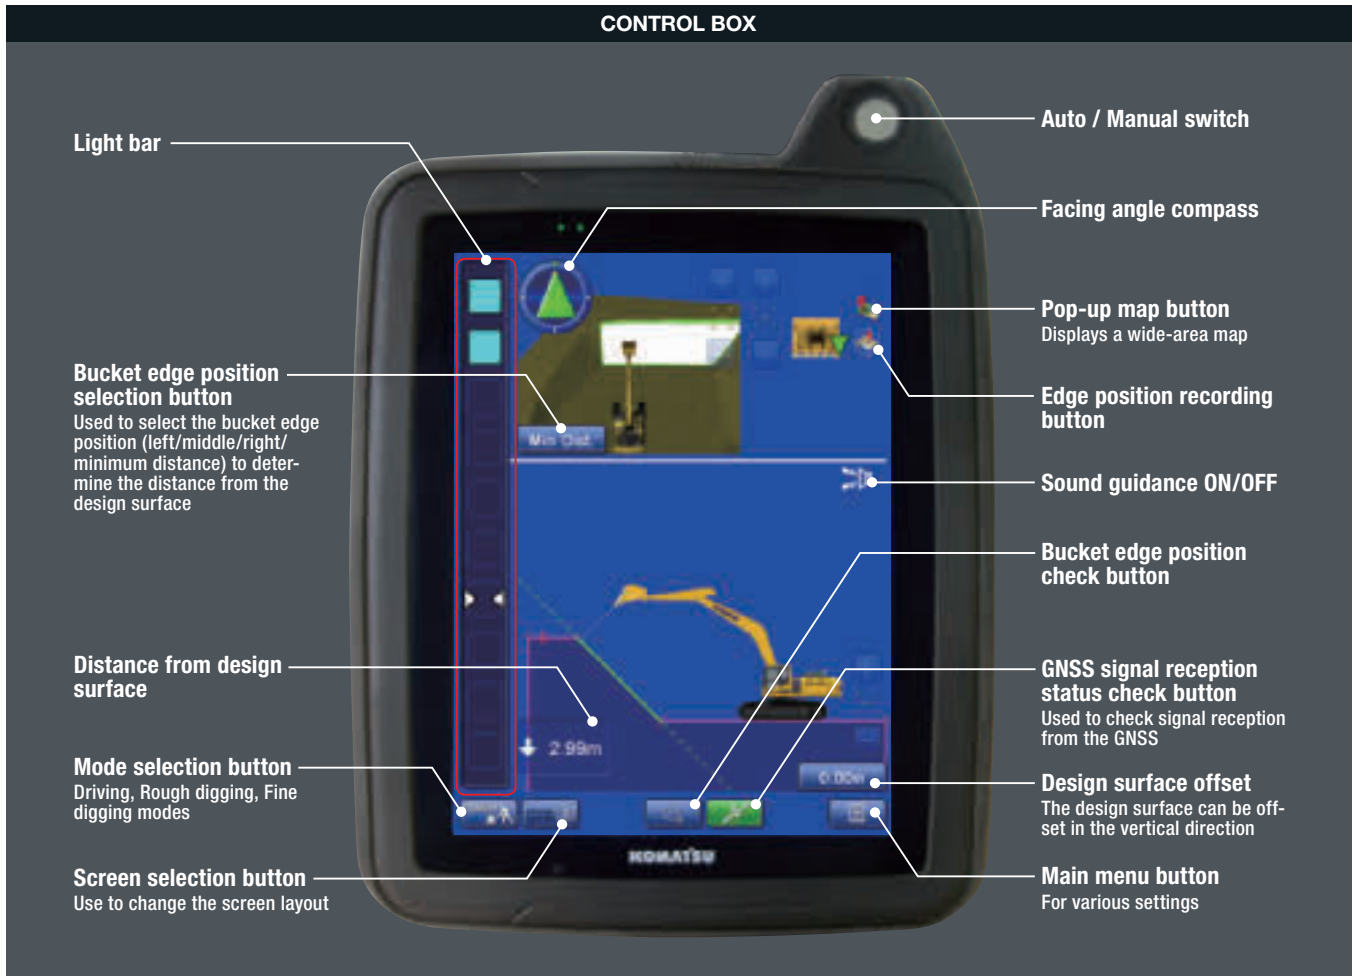 CONTROL BOX
Light bar
Bucket edge position
selection button
Used to select the bucket edge
position (left/middle/right/
minimum distance) to deter-
mine the distance from the
design surface
Distance from design
surface
Mode selection button
Driving, Rough digging, Fine
digging modes
Screen selection button
Use to change the screen layout
Min Dist.
2.99m
0.00m
KOMATSU
Auto / Manual switch
Facing angle compass
Pop-up map button
Displays a wide-area map
Edge position recording
button
Sound guidance ON/OFF
Bucket edge position
check button
GNSS signal reception
status check button
Used to check signal reception
from the GNSS
Design surface offset
The design surface can be off-
set in the vertical direction
Main menu button
For various settings